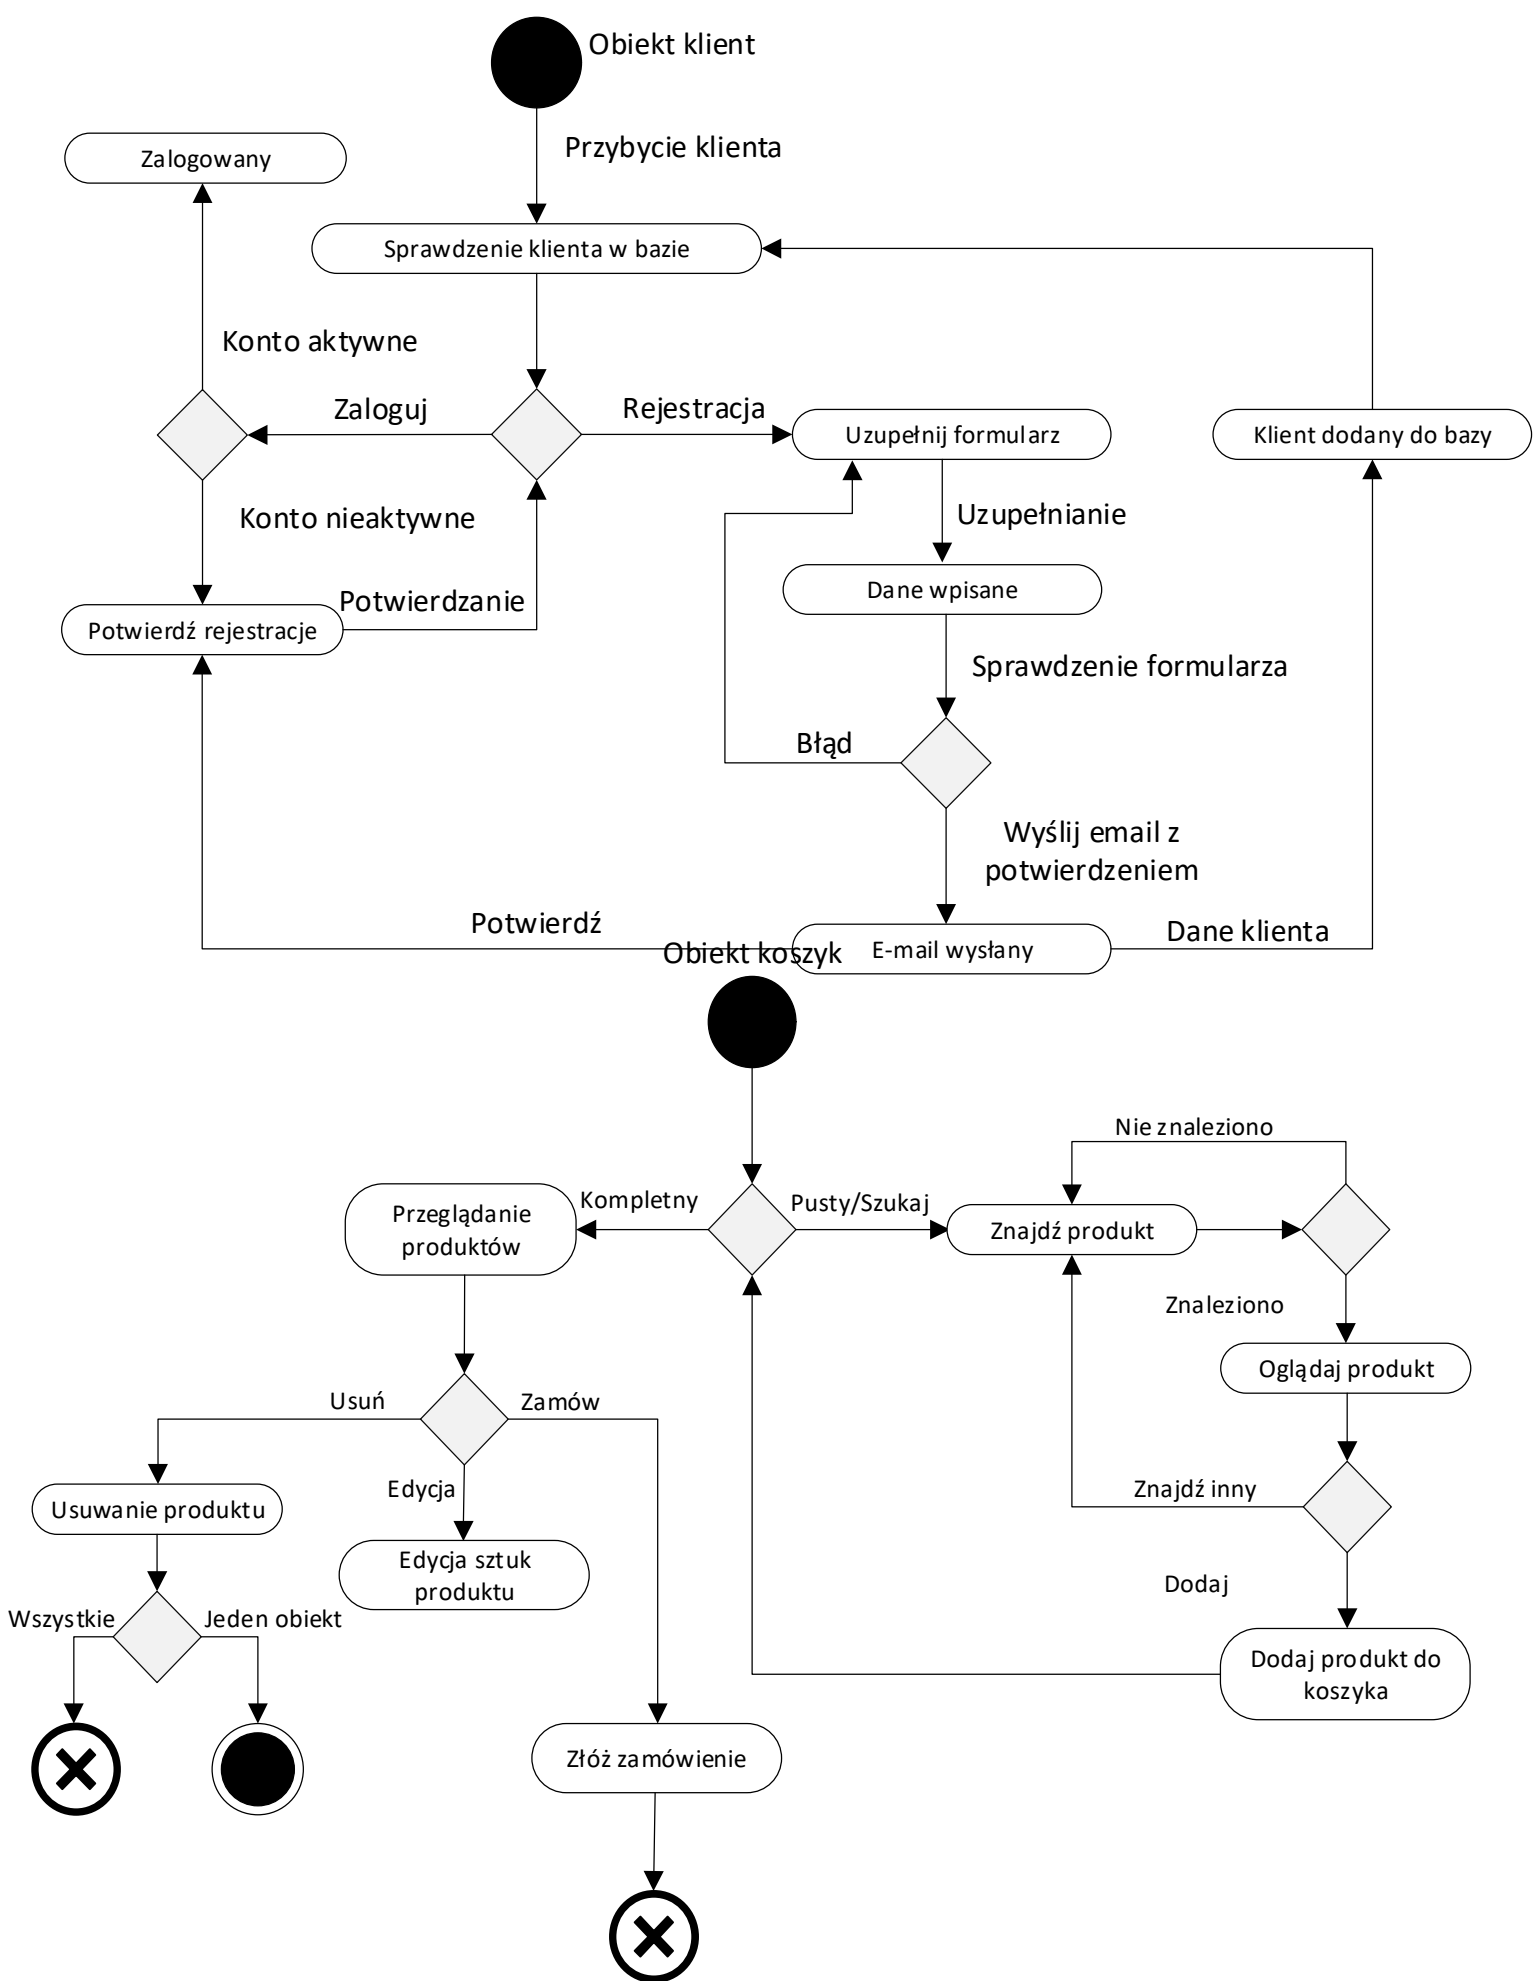 Obiekt klient
Przybycie klienta
Zalogowany
Sprawdzenie klienta w bazie
Konto aktywne
Zaloguj
Rejestracja
Uzupełnij formularz
Klient dodany do bazy
Konto nieaktywne
Uzupełnianie
Dane wpisane
Potwierdzanie
Potwierdź rejestracje
Sprawdzenie formularza
Błąd
Wyślij email z
potwierdzeniem
Potwierdź
Dane klienta
E-mail wysłany
Obiekt koszyk
Nie znaleziono
Kompletny
Pusty/Szukaj
Przeglądanie
produktów
Znajdź produkt
Znaleziono
Oglądaj produkt
Usuń
Zamów
Edycja
Znajdź inny
Usuwanie produktu
Edycja sztuk
produktu
Dodaj
Wszystkie
Jeden obiekt
Dodaj produkt do
koszyka
Złóż zamówienie